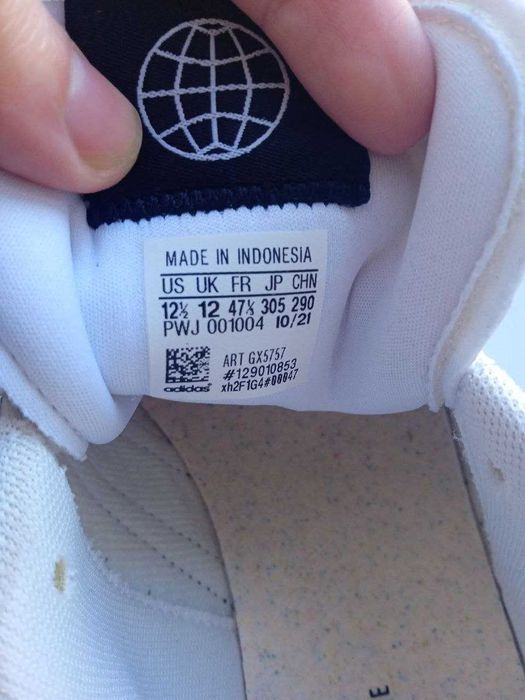 MADE IN INDONESIA
US UK FR JP CHN
12½ 12 47⅓ 305 290
PWJ 001004 10/21
ART GX5757
#129010853
adidas xh2F1G4#00047
E